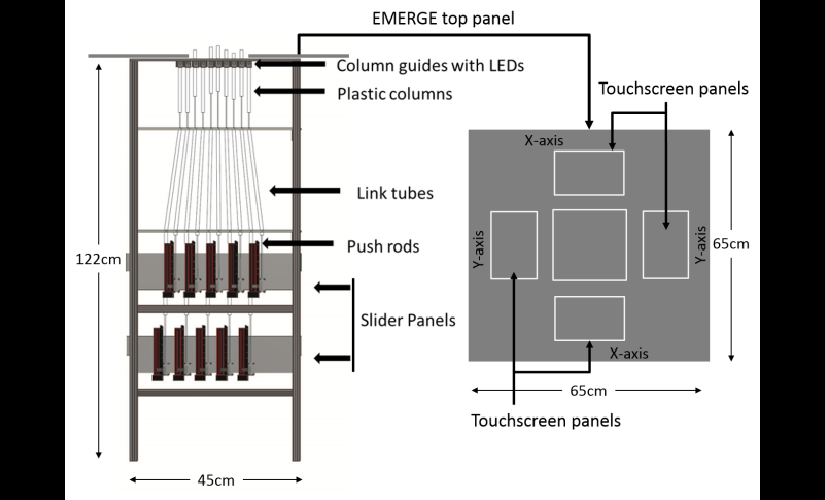 EMERGE top panel
Column guides with LEDs
Plastic columns
Link tubes
Push rods
Slider Panels
122cm
45cm
Touchscreen panels
X-axis
Y-axis
Y-axis
65cm
X-axis
65cm
Touchscreen panels